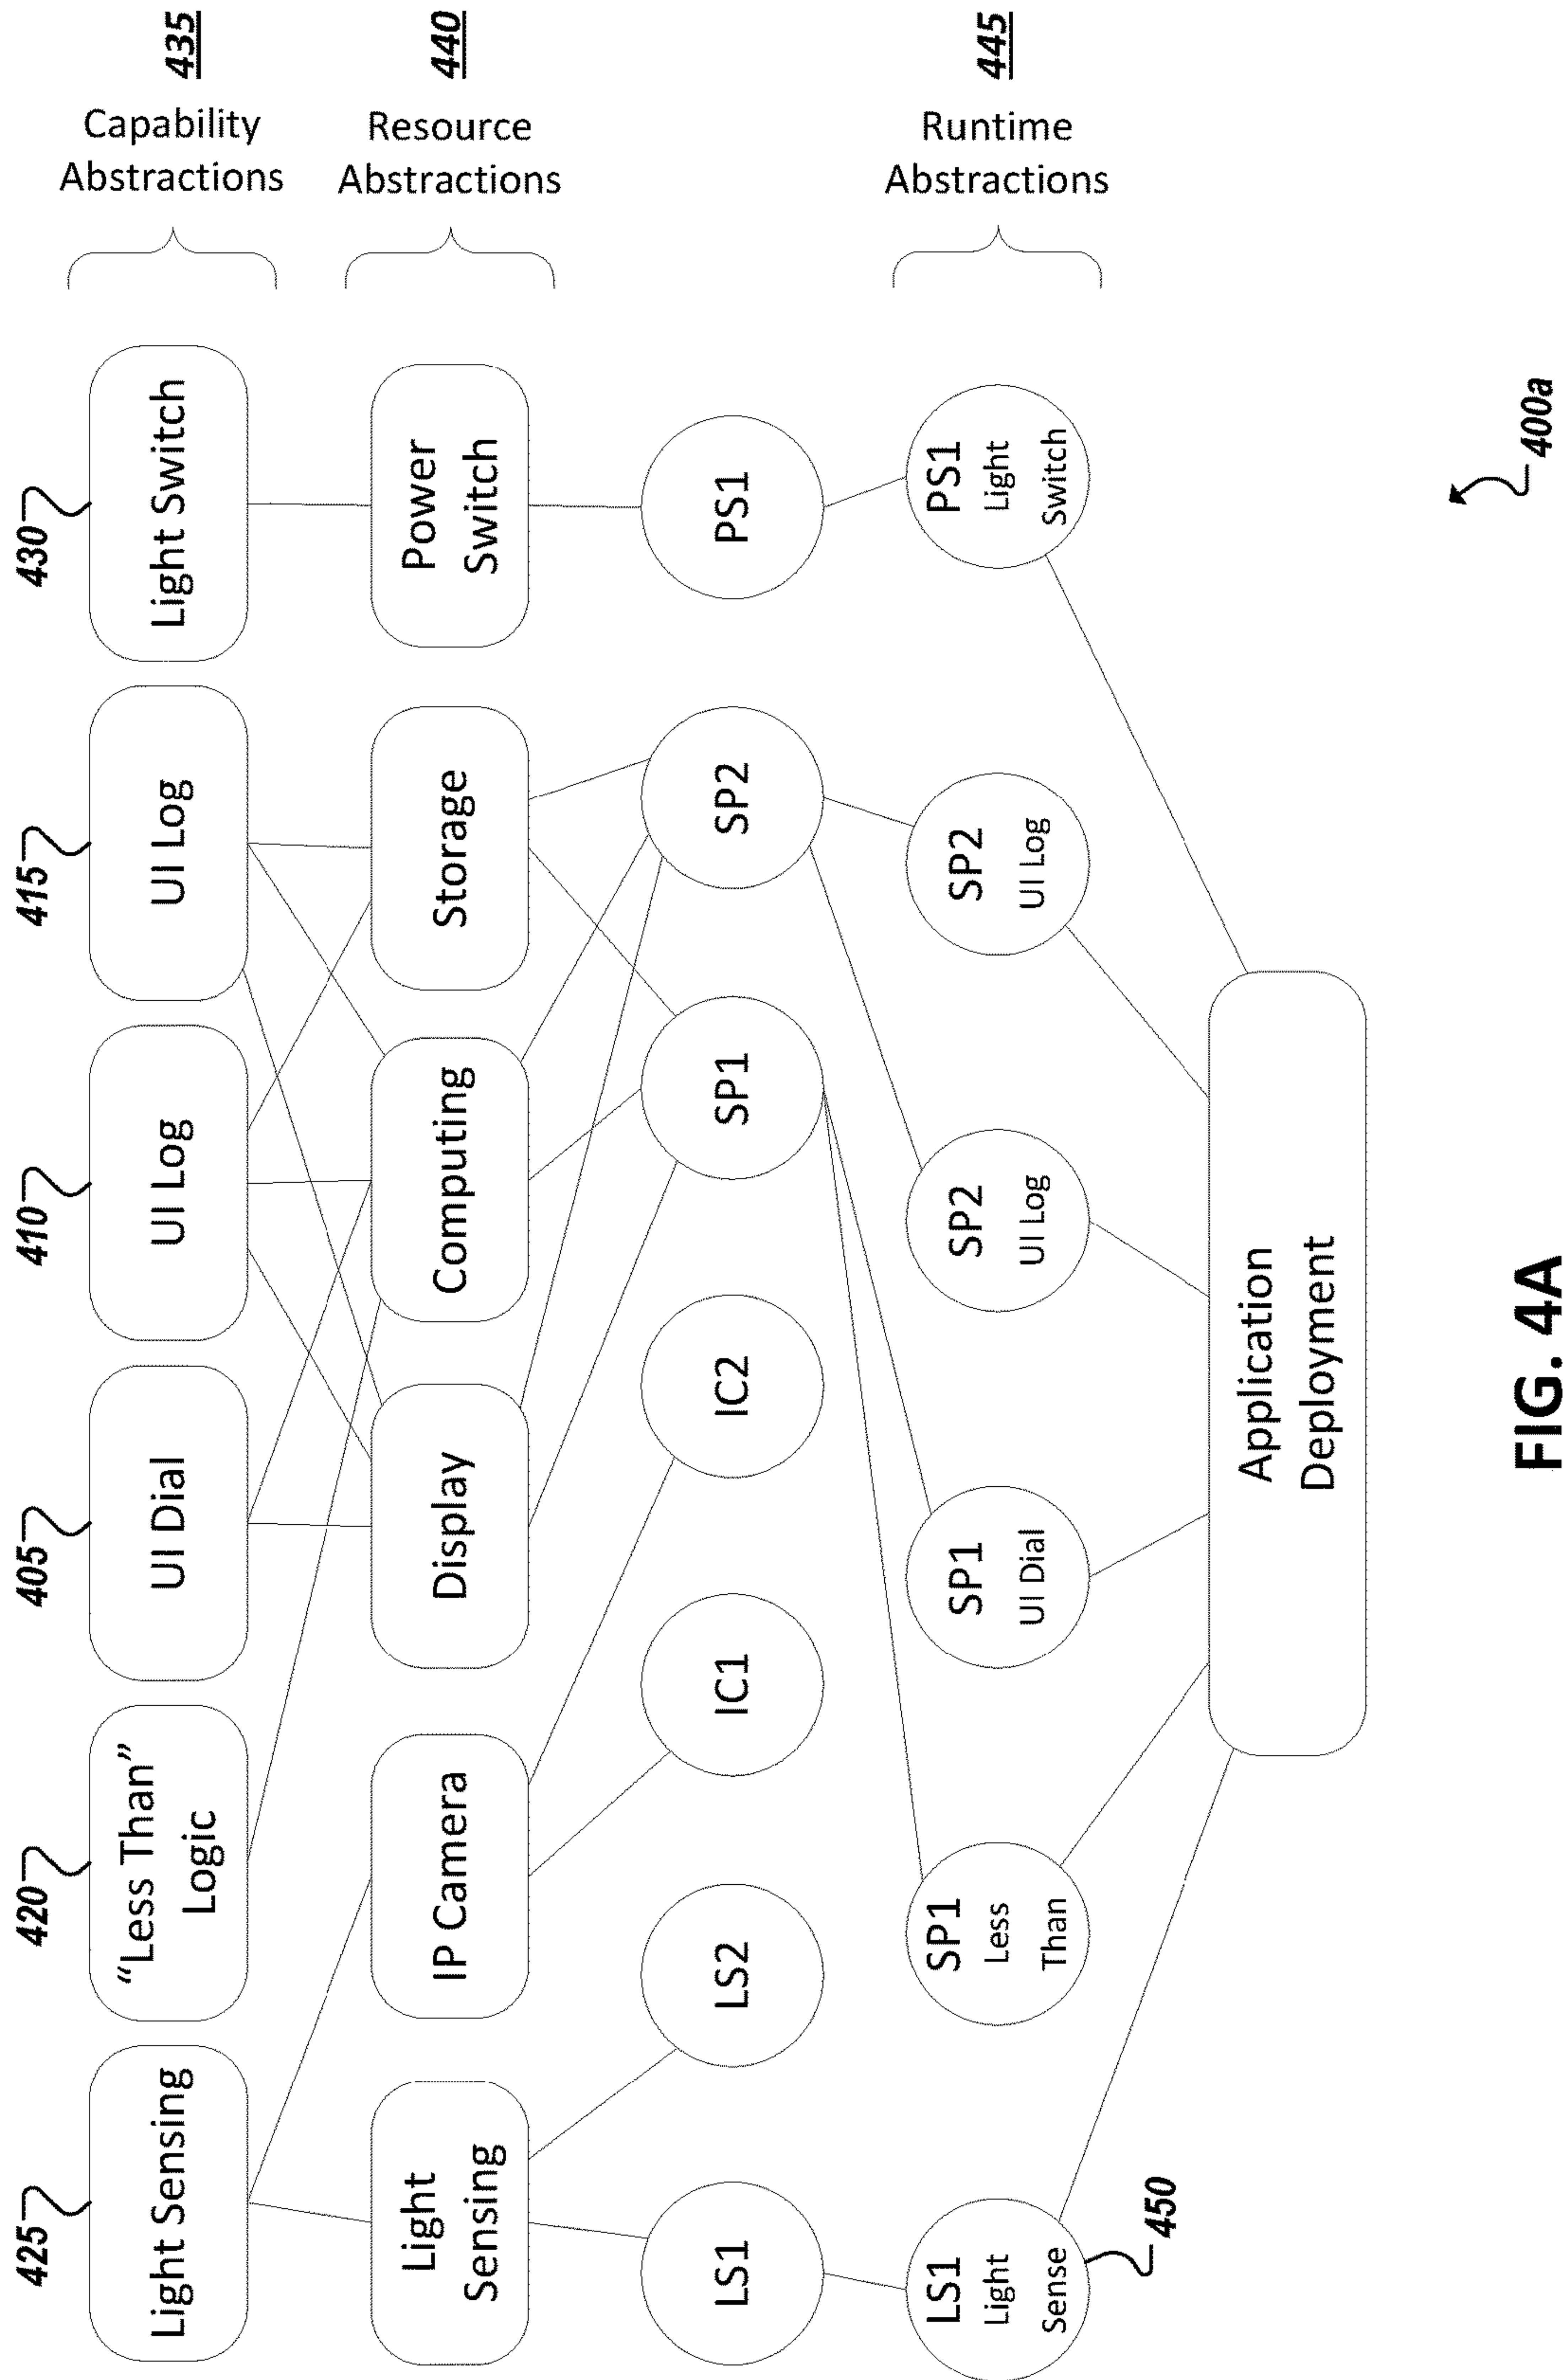 425
420
405
410
415
430
Light Sensing
“Less Than”
Logic
UI Dial
UI Log
UI Log
Light Switch
Capability
Abstractions
435
Light
Sensing
IP Camera
Display
Computing
Storage
Power
Switch
Resource
Abstractions
440
LS1
LS2
IC1
IC2
SP1
SP2
PS1
LS1
Light
Sense
SP1
Less
Than
SP1
UI Dial
SP2
UI Log
SP2
UI Log
PS1
Light
Switch
Runtime
Abstractions
445
450
Application
Deployment
400a
FIG. 4A